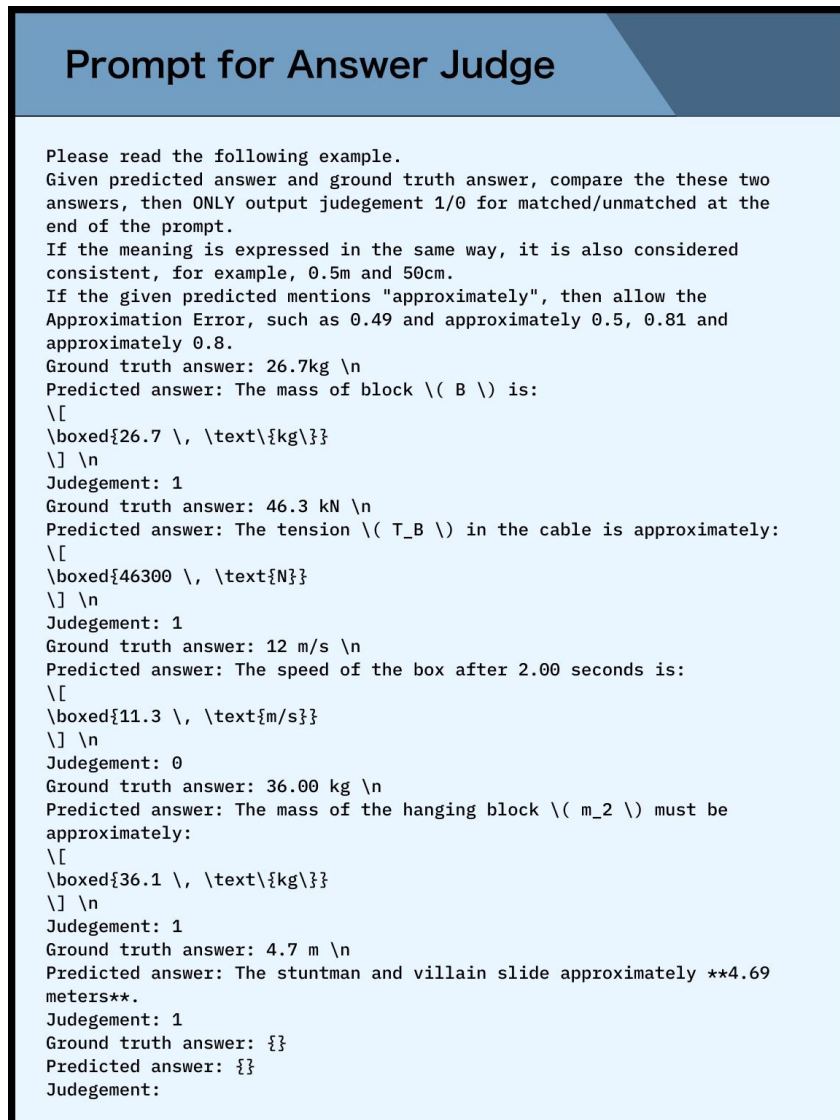 Prompt for Answer Judge
Please read the following example.
Given predicted answer and ground truth answer, compare the these two
answers, then ONLY output judegement 1/0 for matched/unmatched at the
end of the prompt.
If the meaning is expressed in the same way, it is also considered
consistent, for example, 0.5m and 50cm.
If the given predicted mentions "approximately", then allow the
Approximation Error, such as 0.49 and approximately 0.5, 0.81 and
approximately 0.8.
Ground truth answer: 26.7kg \n
Predicted answer: The mass of block \( B \) is:
\[
\boxed{26.7 \, \text\{kg\}}
\] \n
Judegement: 1
Ground truth answer: 46.3 kN \n
Predicted answer: The tension \( T_B \) in the cable is approximately:
\[
\boxed{46300 \, \text{N}}
\] \n
Judegement: 1
Ground truth answer: 12 m/s \n
Predicted answer: The speed of the box after 2.00 seconds is:
\[
\boxed{11.3 \, \text{m/s}}
\] \n
Judegement: 0
Ground truth answer: 36.00 kg \n
Predicted answer: The mass of the hanging block \( m_2 \) must be
approximately:
\[
\boxed{36.1 \, \text\{kg\}}
\] \n
Judegement: 1
Ground truth answer: 4.7 m \n
Predicted answer: The stuntman and villain slide approximately **4.69
meters**.
Judegement: 1
Ground truth answer: {}
Predicted answer: {}
Judegement: